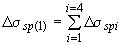 Δσ_{sp(1)} = \sum_{i=1}^{i=4} Δσ_{spi}